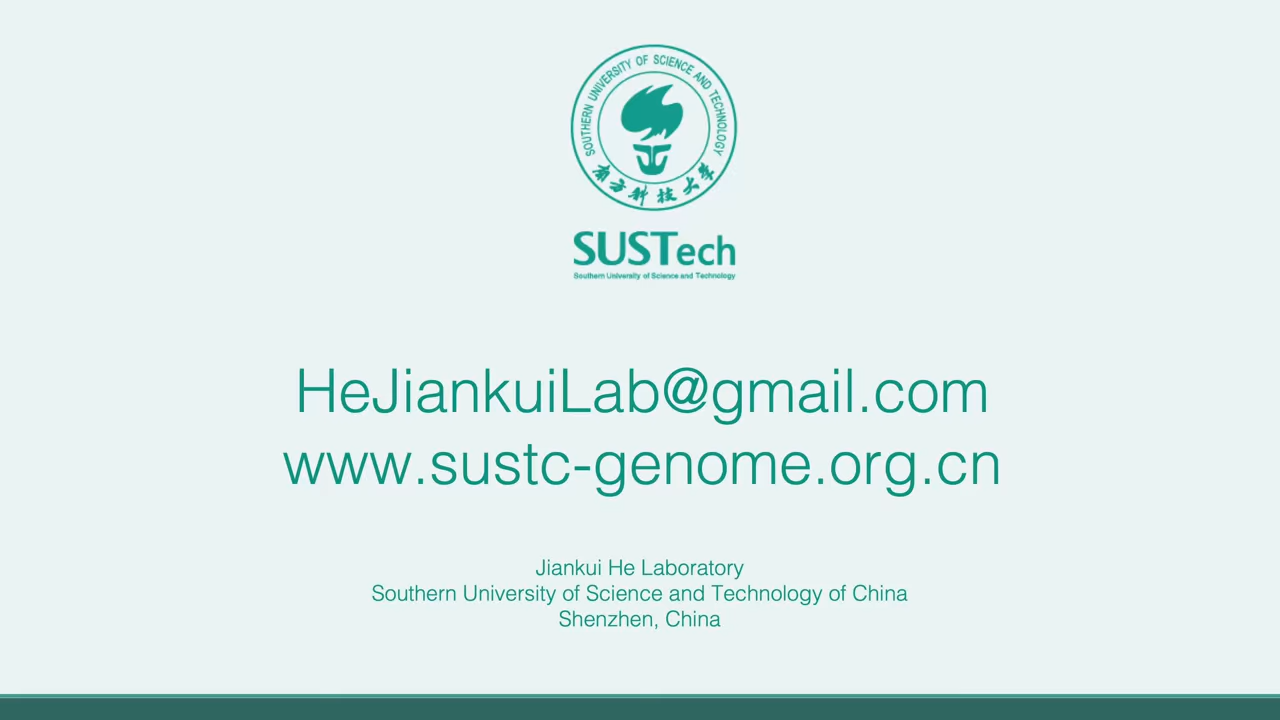 SOUTHERN UNIVERSITY OF SCIENCE AND TECHNOLOGY
南方科技大学
SUSTech
Southern University of Science and Technology
HeJiankuiLab@gmail.com
www.sustc-genome.org.cn
Jiankui He Laboratory
Southern University of Science and Technology of China
Shenzhen, China